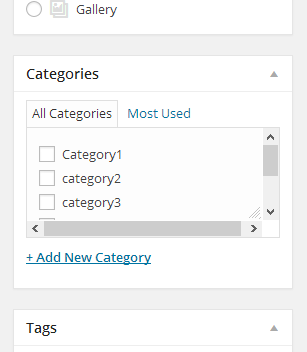 Gallery
Categories
All Categories Most Used
Category1
category2
category3
+ Add New Category
Tags